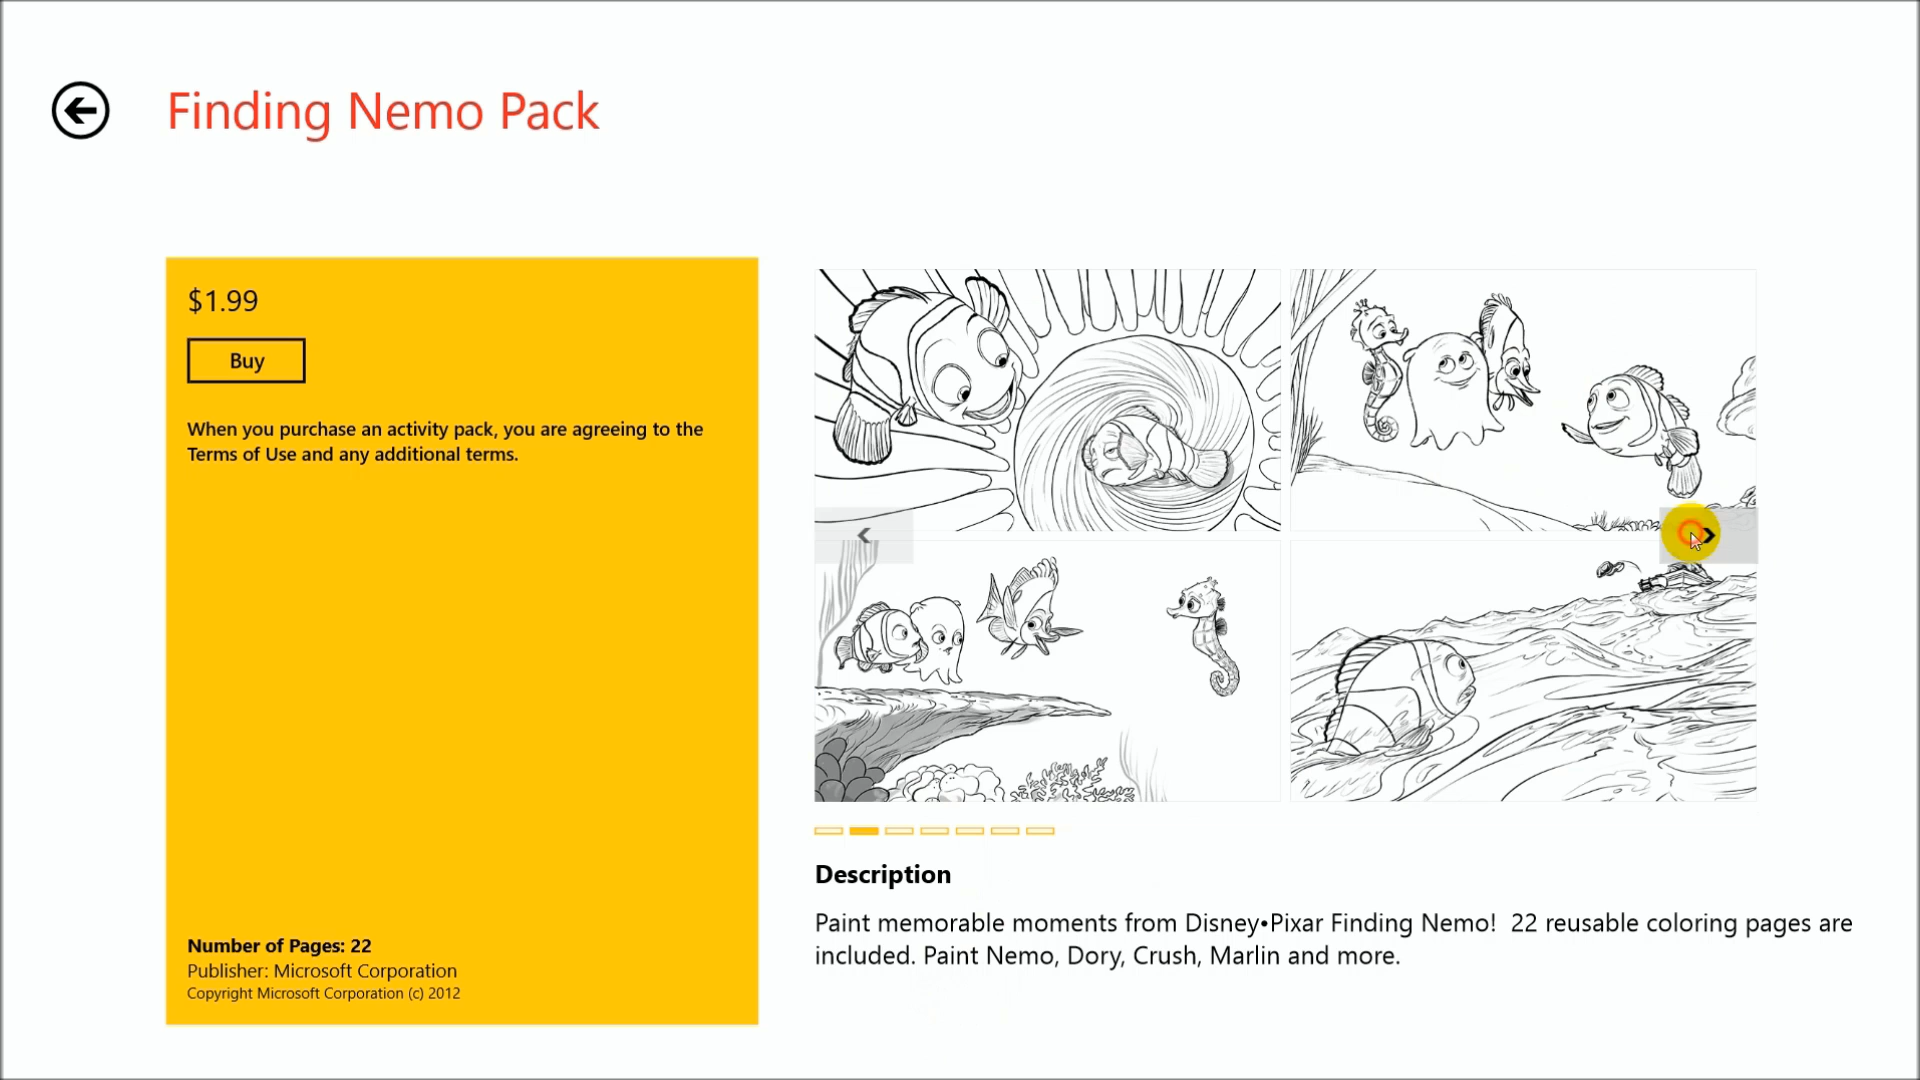 Finding Nemo Pack
$1.99
Buy
When you purchase an activity pack, you are agreeing to the
Terms of Use and any additional terms.
Number of Pages: 22
Publisher: Microsoft Corporation
Copyright Microsoft Corporation (c) 2012
Description
Paint memorable moments from Disney•Pixar Finding Nemo!  22 reusable coloring pages are
included. Paint Nemo, Dory, Crush, Marlin and more.